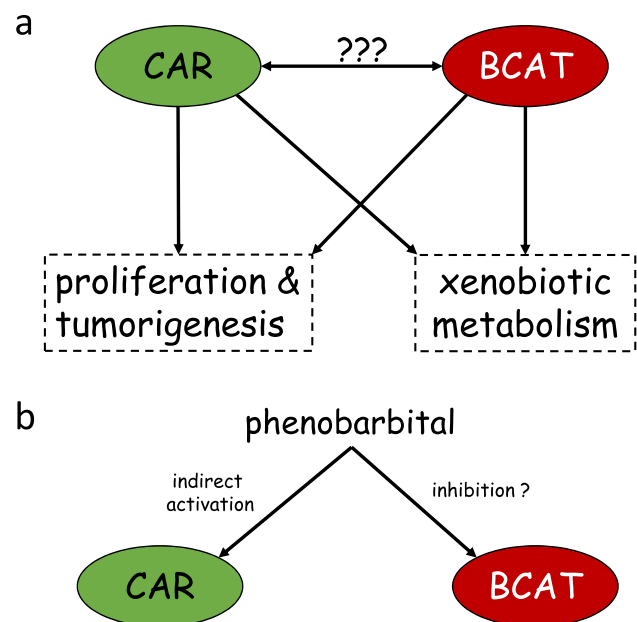 a
CAR
???
BCAT
proliferation &
tumorigenesis
xenobiotic
metabolism
b
phenobarbital
indirect
activation
inhibition ?
CAR
BCAT